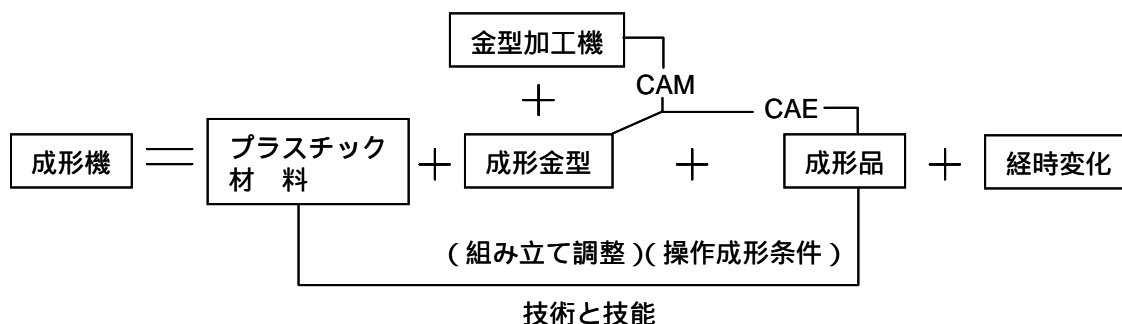 金型加工機
CAM
+
CAE
成形機 = プラスチック
材 料
+ 成形金型 + 成形品 + 経時変化
(組み立て調整)(操作成形条件)
技術と技能